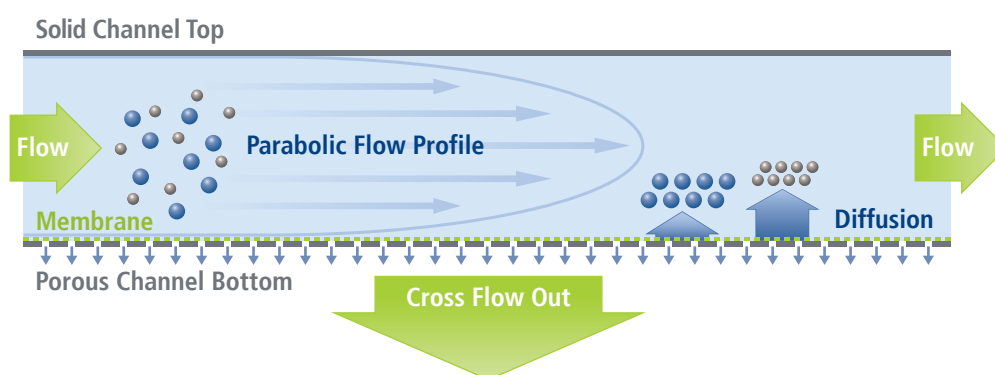 Solid Channel Top
Flow
Parabolic Flow Profile
Flow
Membrane
Diffusion
Porous Channel Bottom
Cross Flow Out